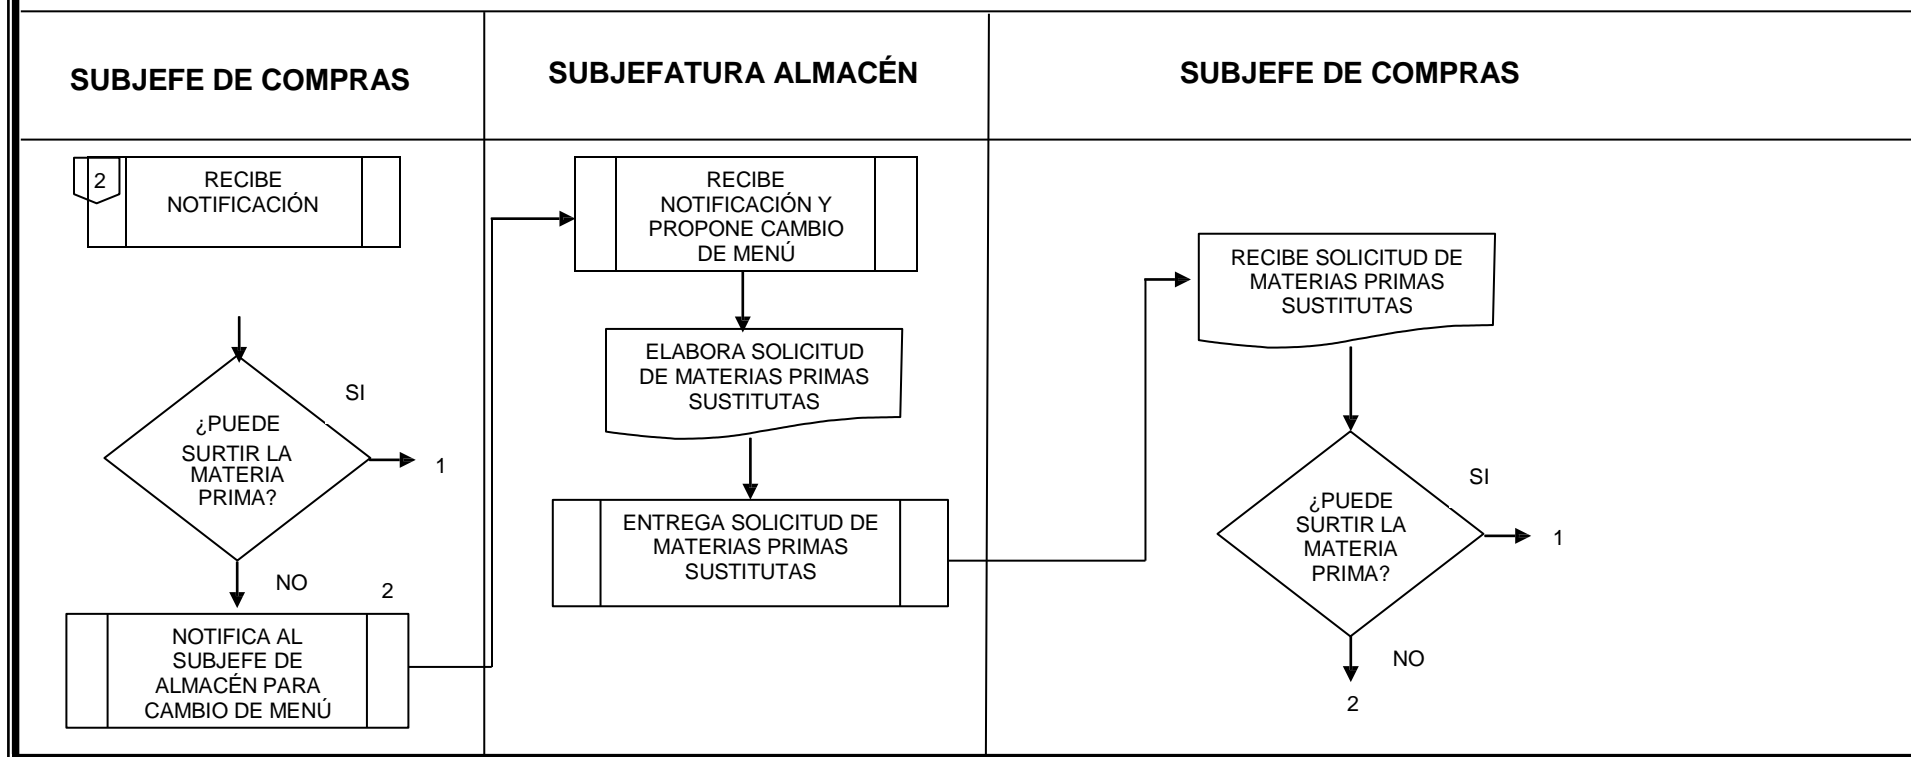 SUBJEFE DE COMPRAS
SUBJEFATURA ALMACÉN
SUBJEFE DE COMPRAS
2
RECIBE
NOTIFICACIÓN
¿PUEDE
SURTIR LA
MATERIA
PRIMA?
SI
1
NO
2
NOTIFICA AL
SUBJEFE DE
ALMACÉN PARA
CAMBIO DE MENÚ
RECIBE
NOTIFICACIÓN Y
PROPONE CAMBIO
DE MENÚ
ELABORA SOLICITUD
DE MATERIAS PRIMAS
SUSTITUTAS
ENTREGA SOLICITUD DE
MATERIAS PRIMAS
SUSTITUTAS
RECIBE SOLICITUD DE
MATERIAS PRIMAS
SUSTITUTAS
¿PUEDE
SURTIR LA
MATERIA
PRIMA?
SI
1
NO
2